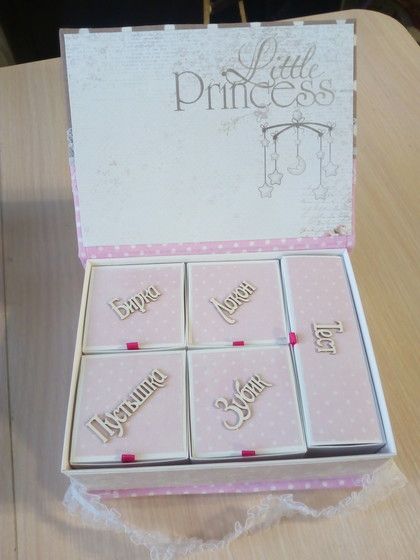 Little
Princess
Бирка
Локон
Тест
Пустышка
Зубик